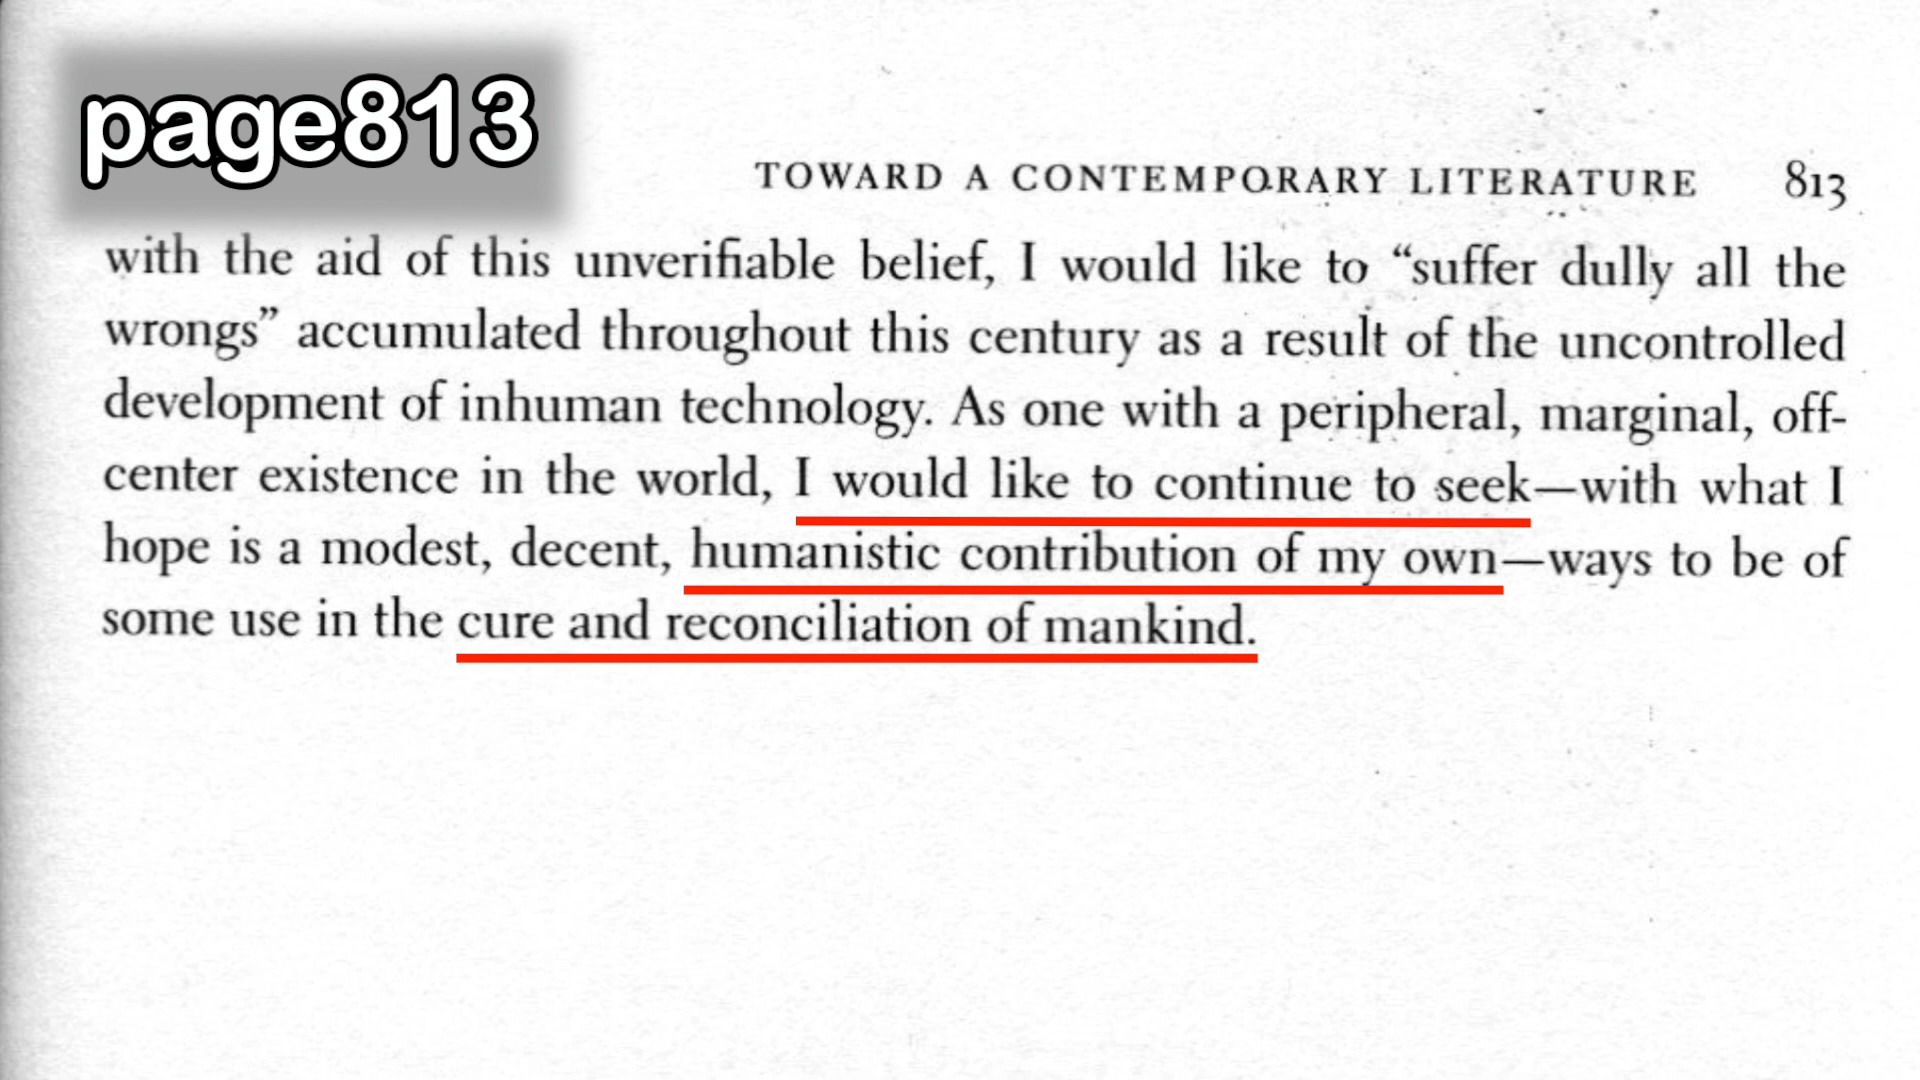 page813
TOWARD A CONTEMPORARY LITERATURE 813
with the aid of this unverifiable belief, I would like to “suffer dully all the
wrongs” accumulated throughout this century as a result of the uncontrolled
development of inhuman technology. As one with a peripheral, marginal, off-
center existence in the world, I would like to continue to seek—with what I
hope is a modest, decent, humanistic contribution of my own—ways to be of
some use in the cure and reconciliation of mankind.